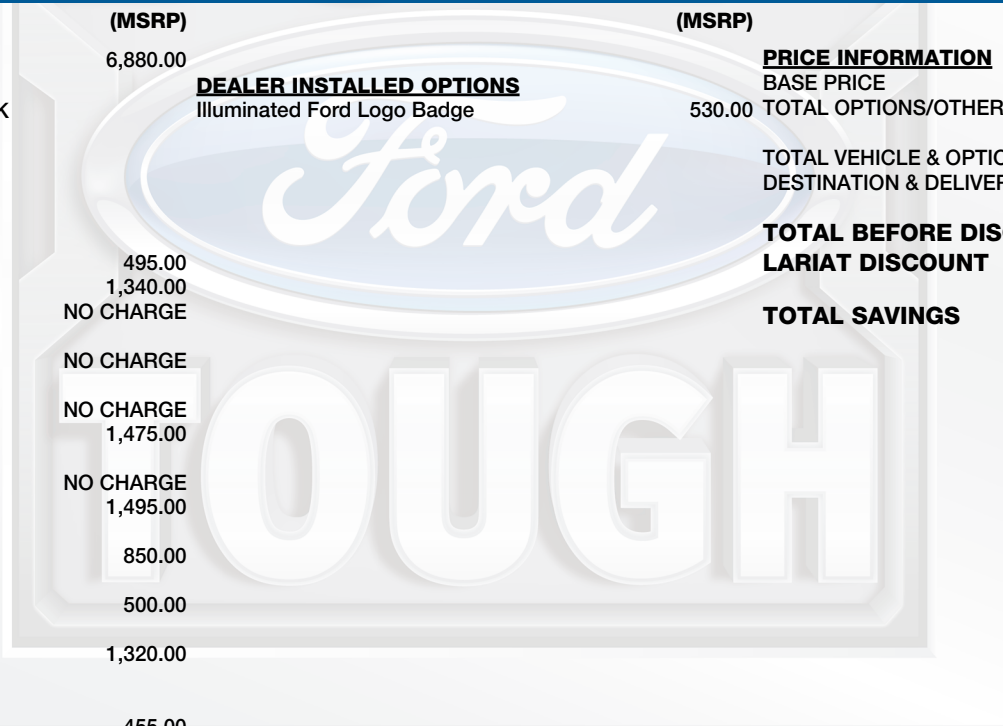 (MSRP)
6,880.00
K
495.00
1,340.00
NO CHARGE
NO CHARGE
NO CHARGE
1,475.00
NO CHARGE
1,495.00
850.00
500.00
1,320.00
455.00
(MSRP)
DEALER INSTALLED OPTIONS
Illuminated Ford Logo Badge 530.00
PRICE INFORMATION
BASE PRICE
TOTAL OPTIONS/OTHER
TOTAL VEHICLE & OPTIO
DESTINATION & DELIVER
TOTAL BEFORE DIS
LARIAT DISCOUNT
TOTAL SAVINGS
Ford
TOUGH